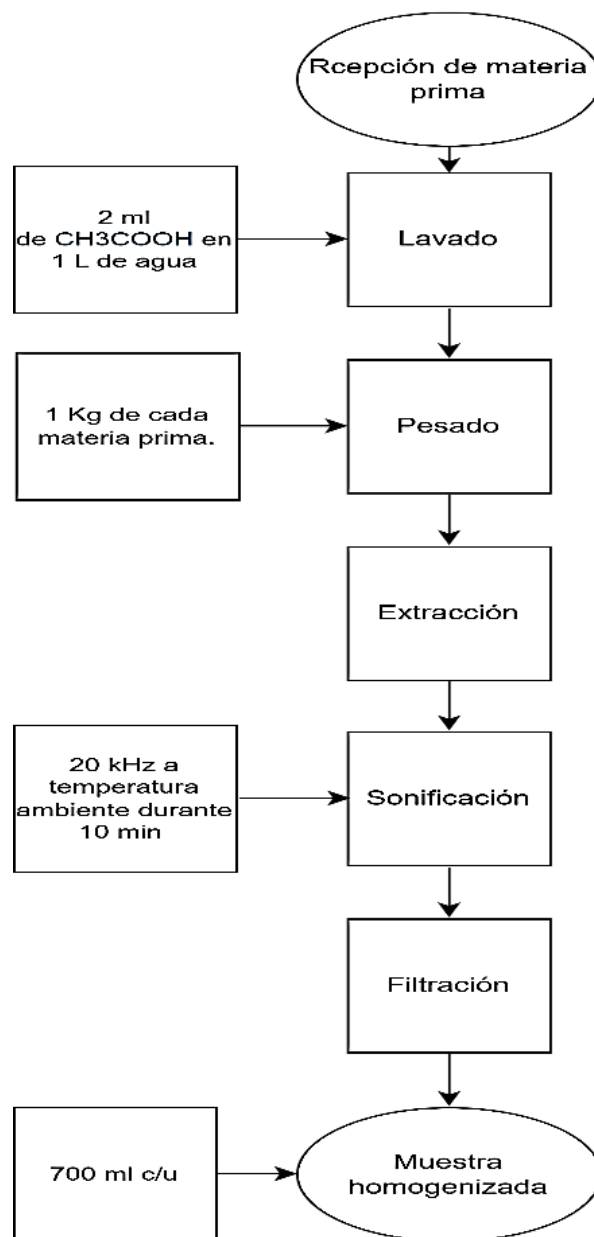 Rcepción de materia
prima
2 ml
de CH3COOH en
1 L de agua
Lavado
1 Kg de cada
materia prima.
Pesado
Extracción
20 kHz a
temperatura
ambiente durante
10 min
Sonificación
Filtración
700 ml c/u
Muestra
homogenizada